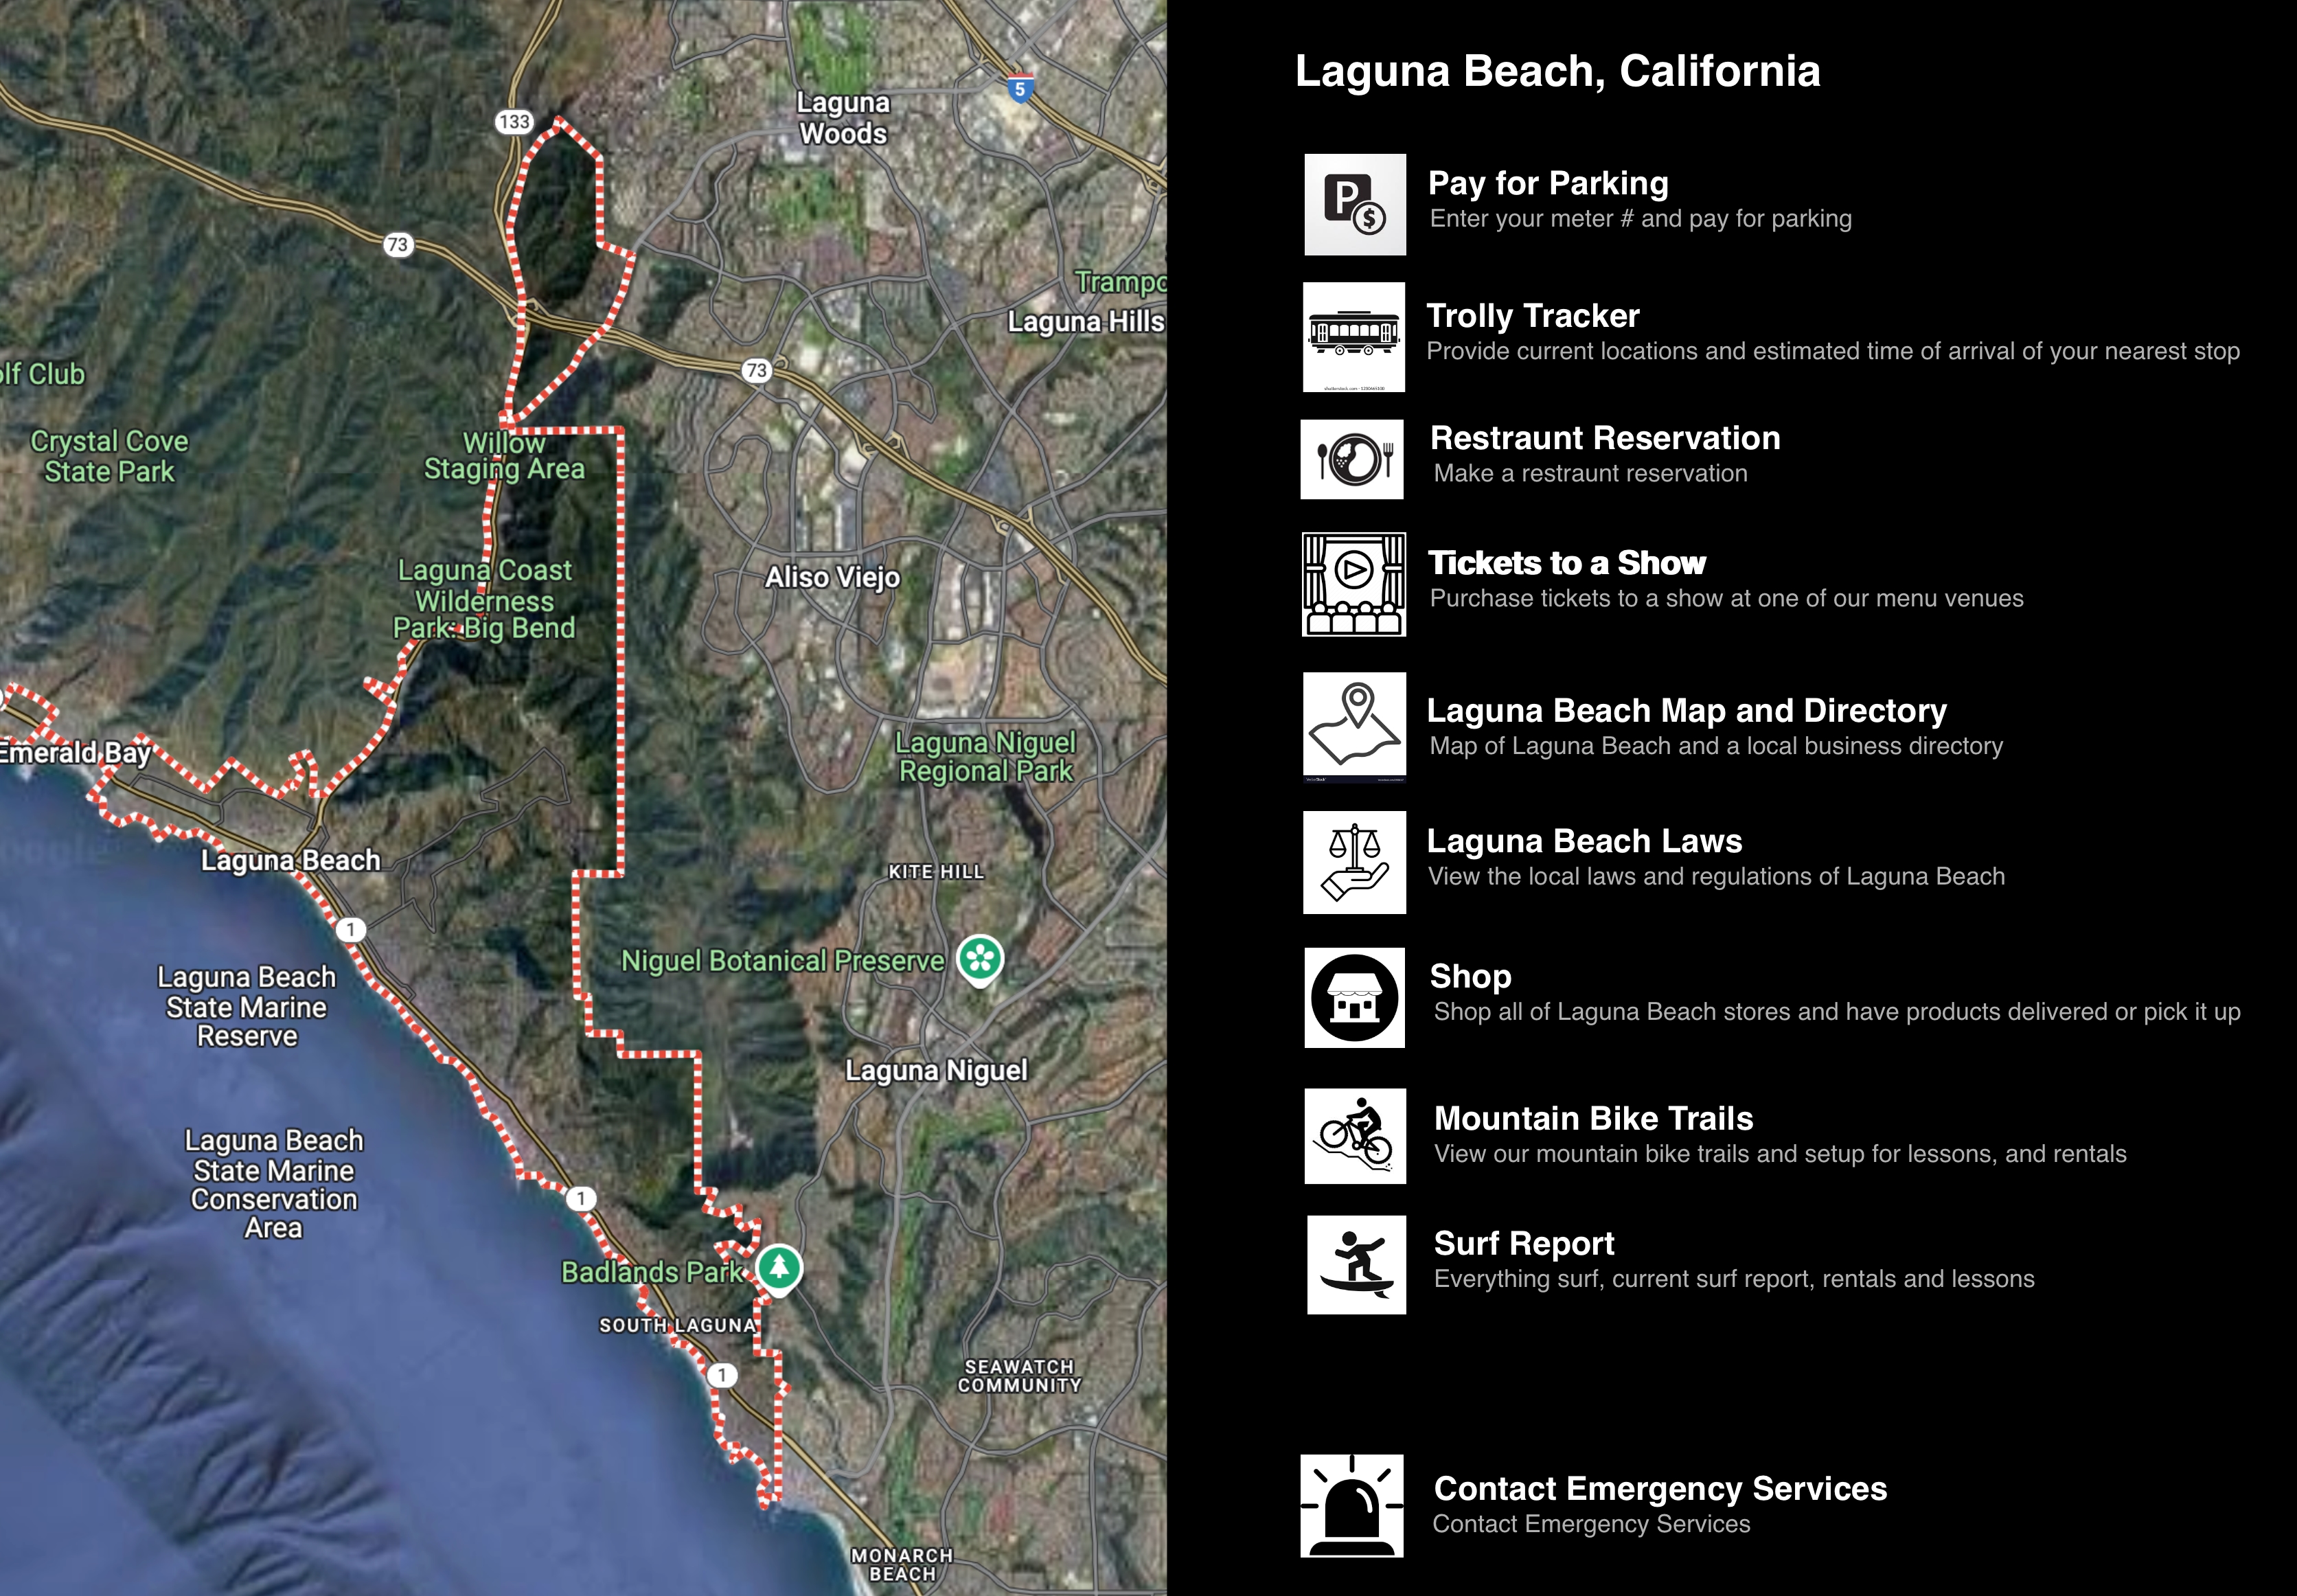 133
Laguna
Woods
5
73
Laguna Hills
73
Crystal Cove
State Park
Willow
Staging Area
Laguna Coast
Wilderness
Park: Big Bend
Aliso Viejo
Emerald Bay
Laguna Niguel
Regional Park
Laguna Beach
KITE HILL
1
Niguel Botanical Preserve
Laguna Beach
State Marine
Reserve
Laguna Niguel
Laguna Beach
State Marine
Conservation
Area
1
Badlands Park
SOUTH LAGUNA
1
SEAWATCH
COMMUNITY
MONARCH
BEACH
Trampo
olf Club
Laguna Beach, California
P
$
Pay for Parking
Enter your meter # and pay for parking
Trolly Tracker
Provide current locations and estimated time of arrival of your nearest stop
Restraunt Reservation
Make a restraunt reservation
Tickets to a Show
Purchase tickets to a show at one of our menu venues
Laguna Beach Map and Directory
Map of Laguna Beach and a local business directory
Laguna Beach Laws
View the local laws and regulations of Laguna Beach
Shop
Shop all of Laguna Beach stores and have products delivered or pick it up
Mountain Bike Trails
View our mountain bike trails and setup for lessons, and rentals
Surf Report
Everything surf, current surf report, rentals and lessons
Contact Emergency Services
Contact Emergency Services